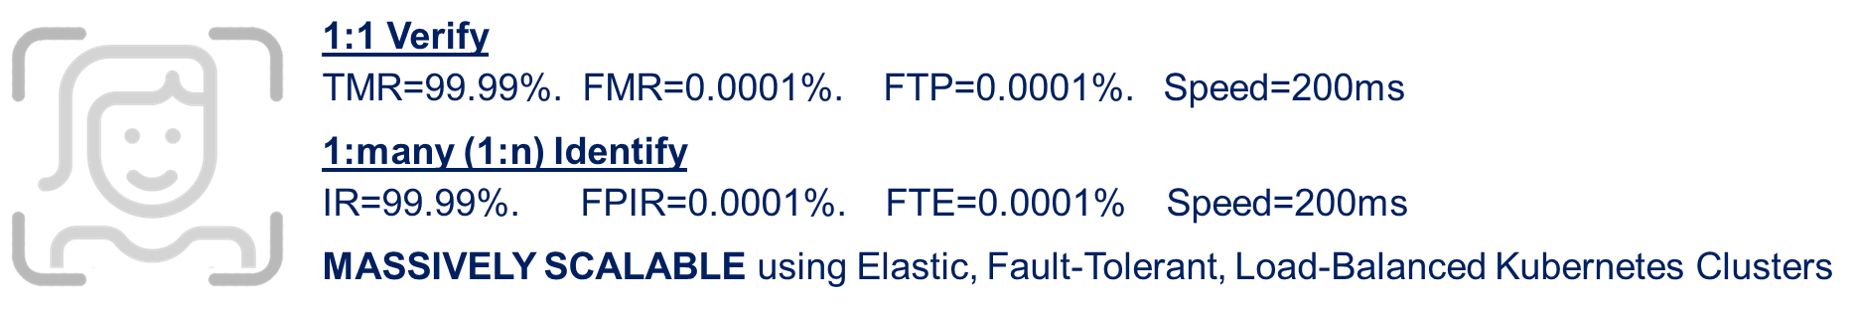 1:1 Verify
TMR=99.99%. FMR=0.0001%. FTP=0.0001%. Speed=200ms
1:many (1:n) Identify
IR=99.99%. FPIR=0.0001%. FTE=0.0001% Speed=200ms
MASSIVELY SCALABLE using Elastic, Fault-Tolerant, Load-Balanced Kubernetes Clusters